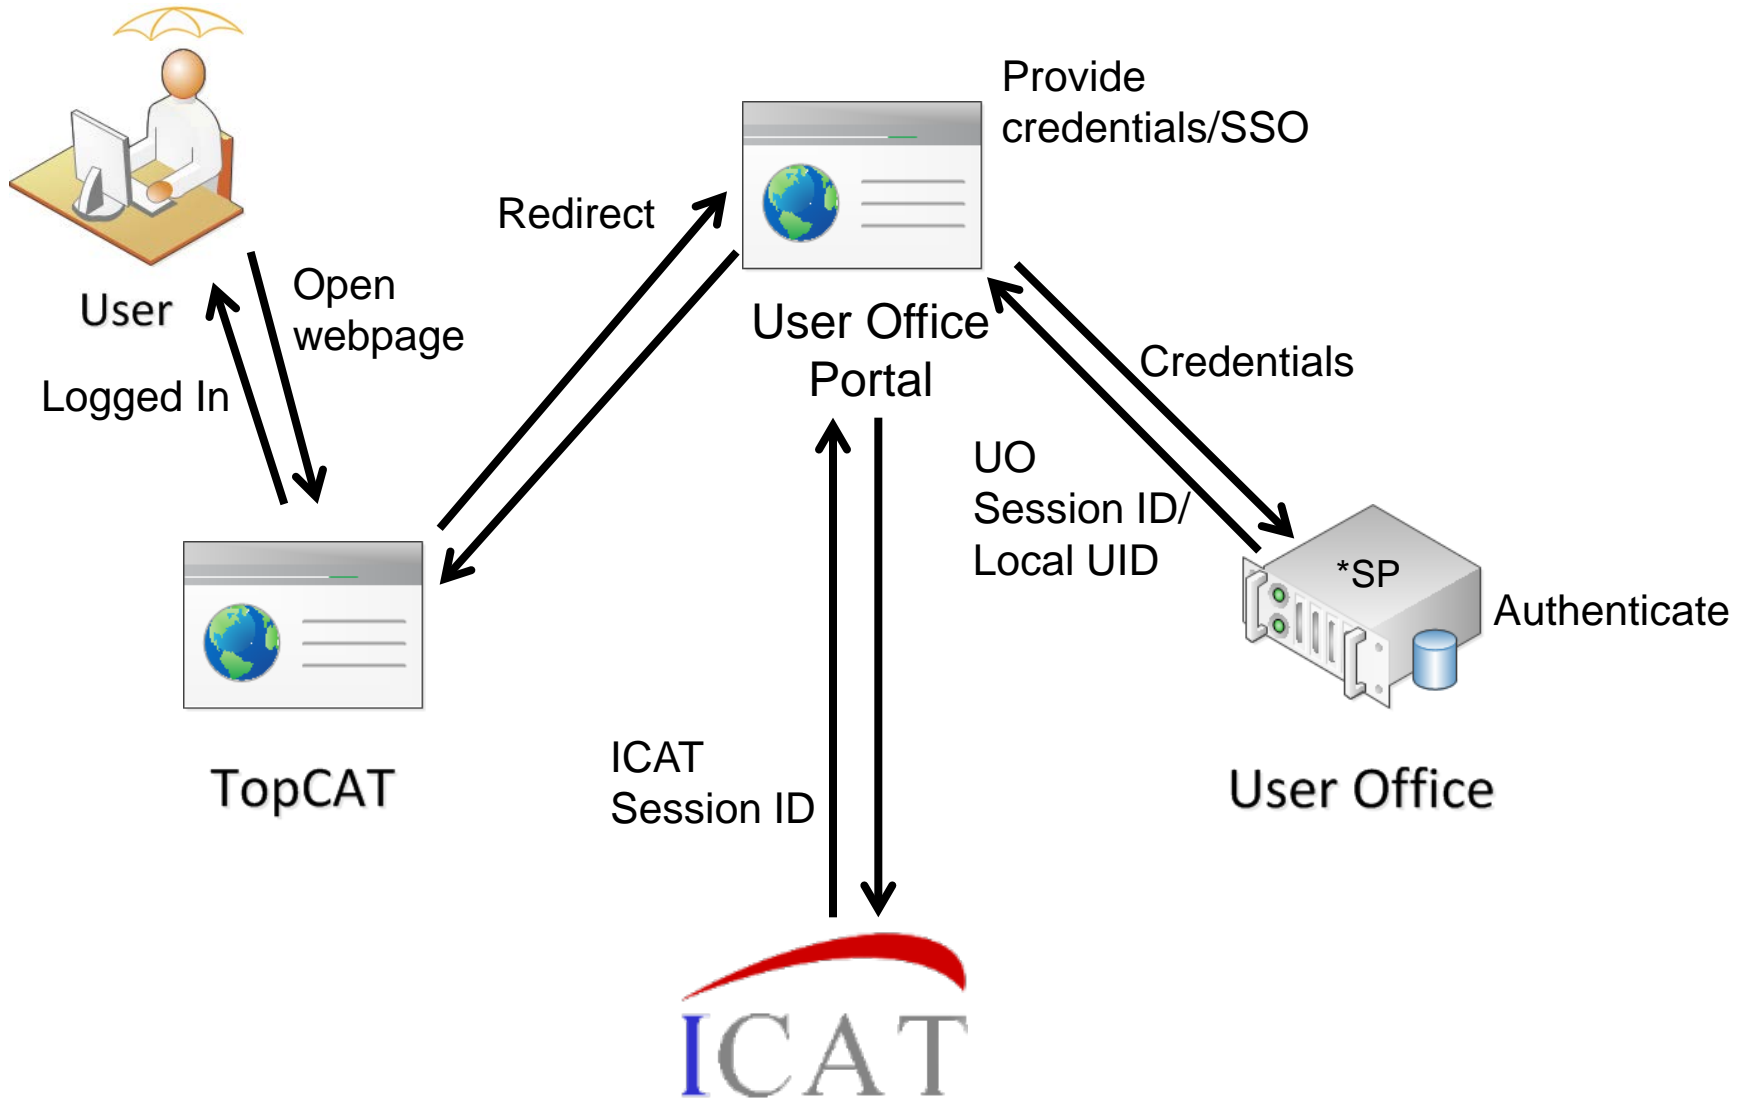 Provide
credentials/SSO
Redirect
Open
webpage
User
Logged In
User Office
Portal
Credentials
UO
Session ID/
Local UID
*SP
Authenticate
TopCAT
ICAT
Session ID
User Office
ICAT